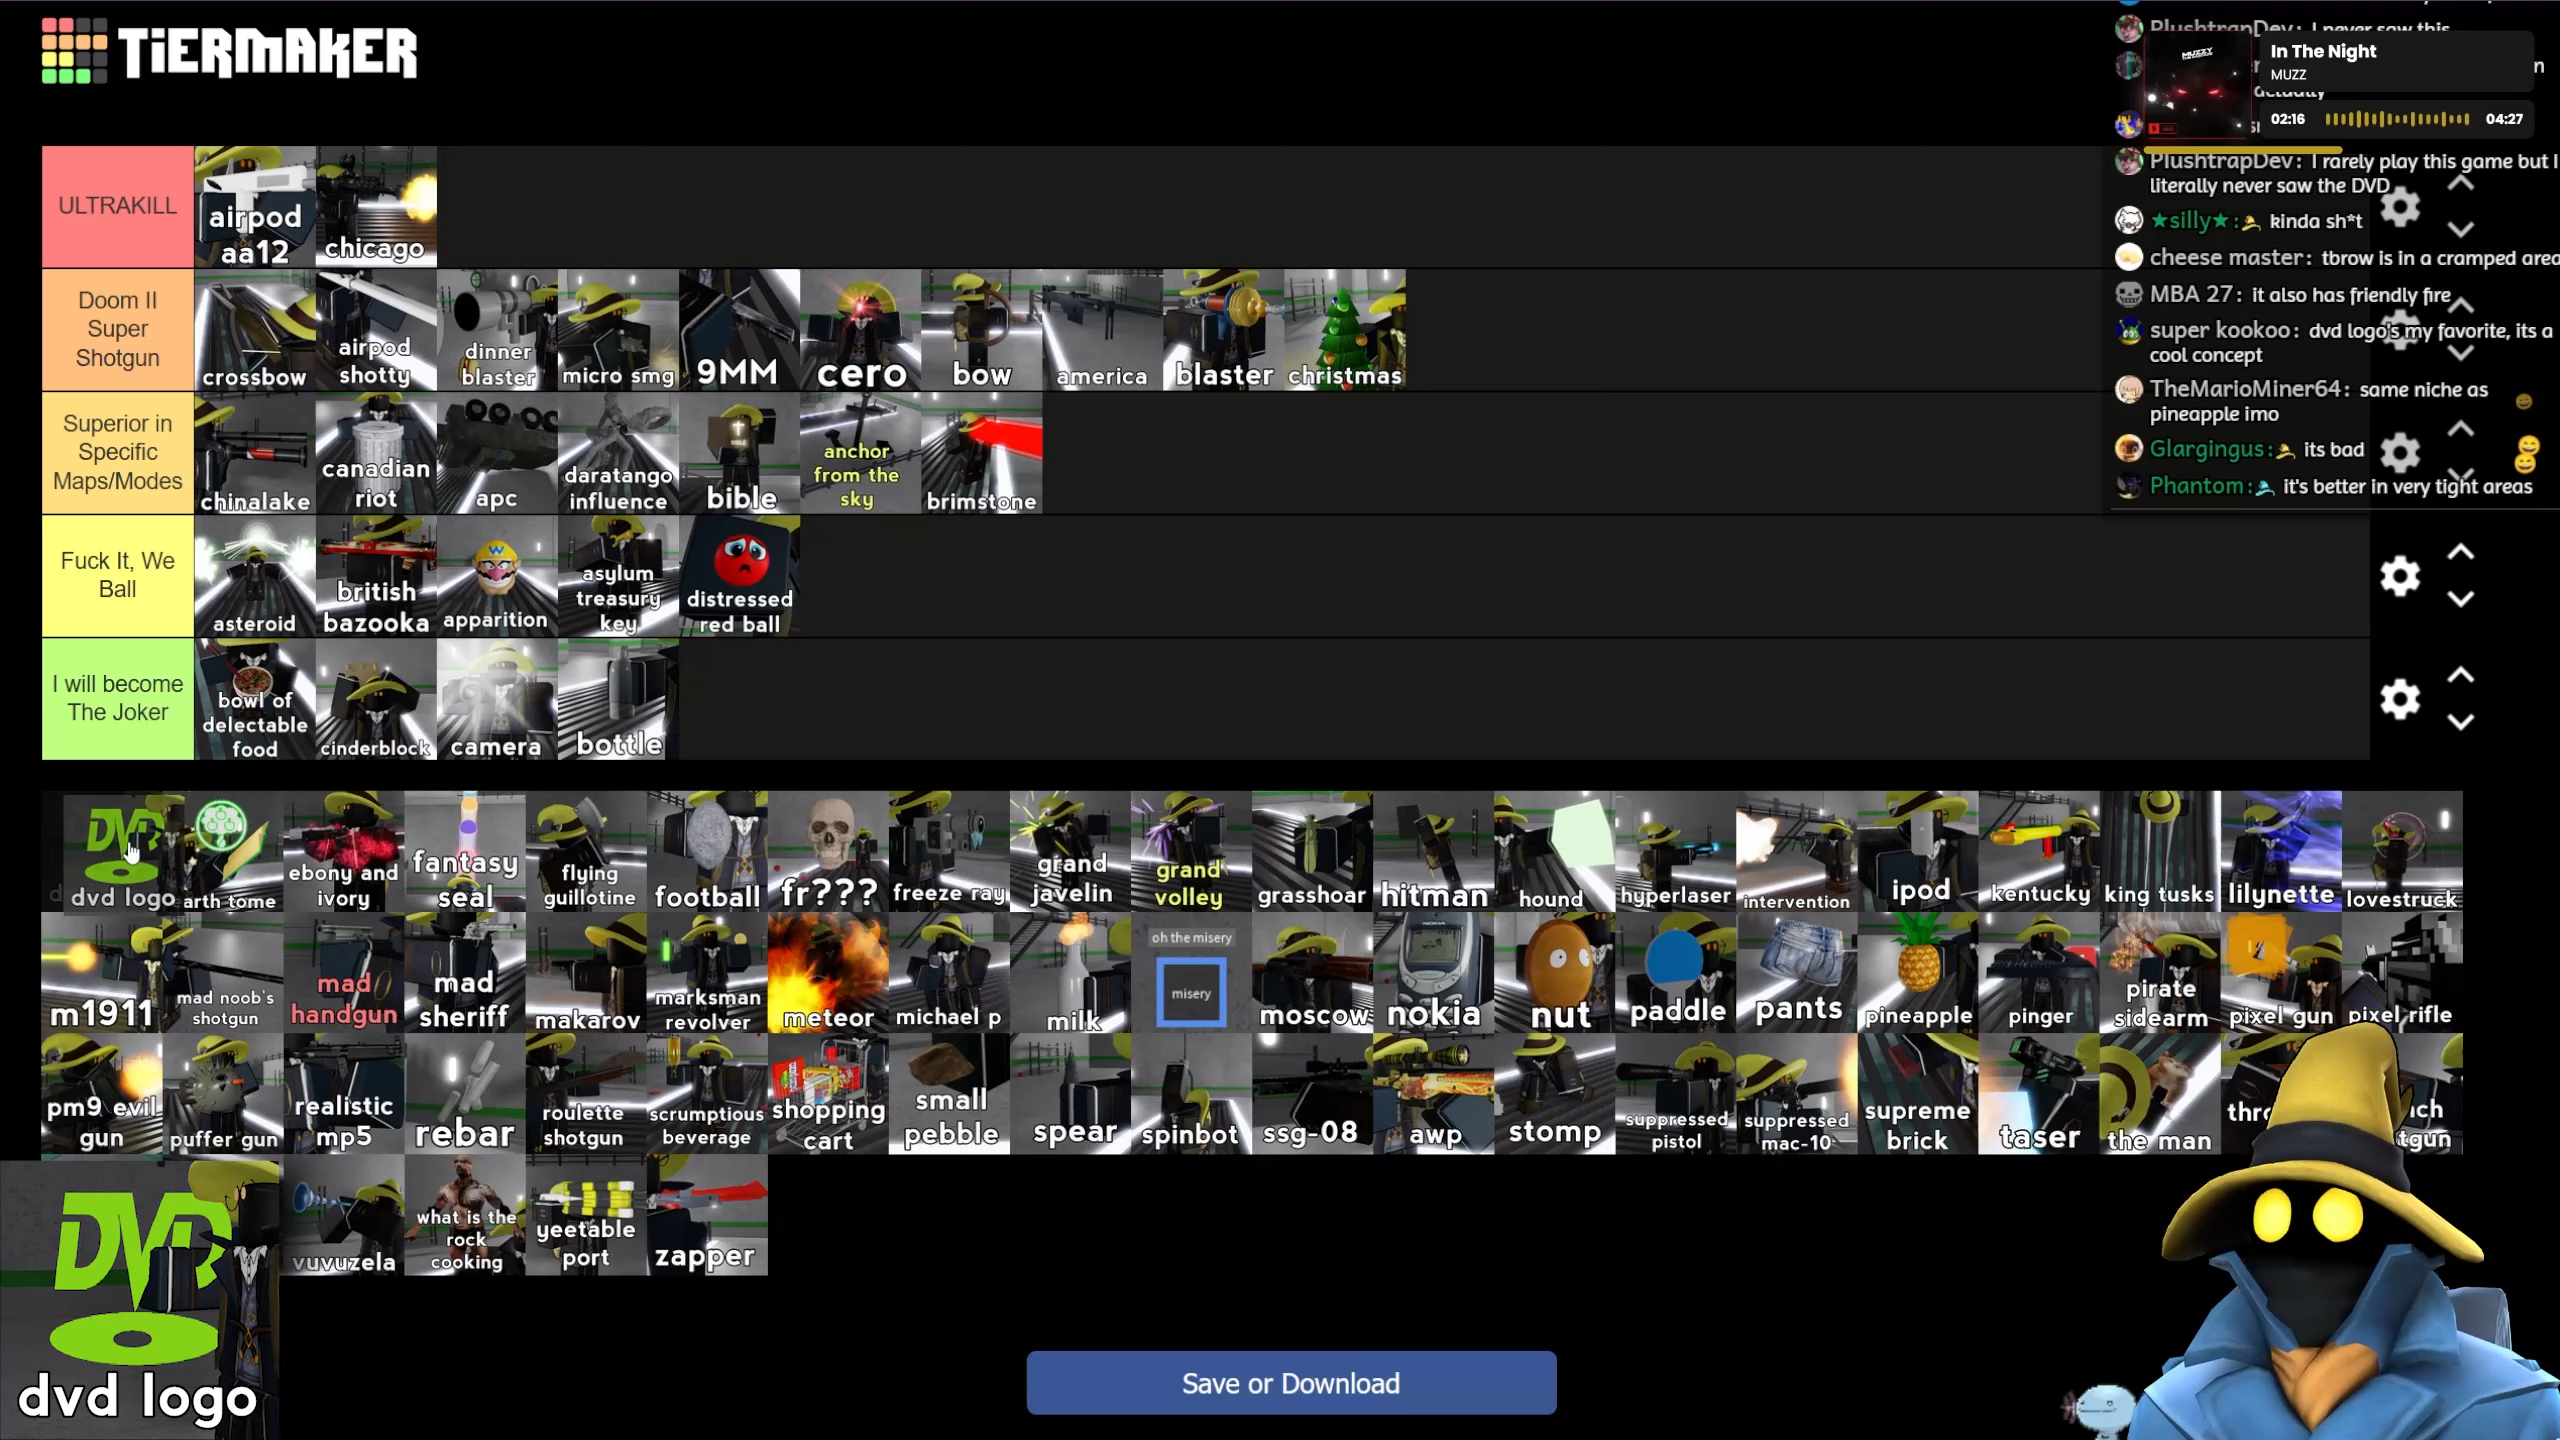 TiERMAKER
PlushtrapDev: I never saw this
In The Night
MUZZ
actually
02:16
04:27
PlushtrapDev: I rarely play this game but I
literally never saw the DVD
★silly★: kinda sh*t
cheese master: tbrow is in a cramped area
MBA 27: it also has friendly fire
super kookoo: dvd logo's my favorite, its a
cool concept
TheMarioMiner64: same niche as
pineapple imo
Glargingus: its bad
Phantom: it's better in very tight areas
ULTRAKILL
airpod
aa12
chicago
Doom II
Super
Shotgun
crossbow
airpod
shotty
dinner
blaster
micro smg
9MM
cero
bow
america
blaster
christmas
Superior in
Specific
Maps/Modes
chinalake
canadian
riot
apc
daratango
influence
BIBLE
bible
anchor
from the
sky
brimstone
Fuck It, We
Ball
asteroid
british
bazooka
W
apparition
asylum
treasury
key
distressed
red ball
I will become
The Joker
bowl of
delectable
food
cinderblock
camera
bottle
DVD
dvd logo
arth tome
ebony and
ivory
fantasy
seal
flying
guillotine
football
fr???
freeze ray
grand
javelin
grand
volley
grasshoar
hitman
hound
hyperlaser
intervention
ipod
kentucky
king tusks
lilynette
lovestruck
m1911
mad noob's
shotgun
mad
handgun
mad
sheriff
makarov
marksman
revolver
meteor
michael p
milk
oh the misery
misery
moscow
NOKIA
nokia
nut
paddle
pants
pineapple
pinger
pirate
sidearm
pixel gun
pixel rifle
pm9 evil
gun
puffer gun
realistic
mp5
rebar
roulette
shotgun
scrumptious
beverage
shopping
cart
small
pebble
spear
spinbot
ssg-08
awp
stomp
suppressed
pistol
suppressed
mac-10
supreme
brick
taser
the man
thro
ch
tgun
vuvuzela
what is the
rock
cooking
yeetable
port
zapper
DVD
dvd logo
Save or Download